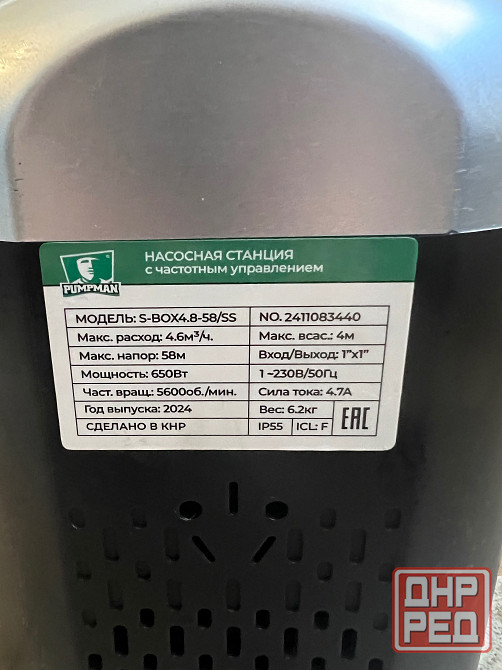 PUMPMAN
НАСОСНАЯ СТАНЦИЯ
с частотным управлением
МОДЕЛЬ: S-BOX4.8-58/SS NO. 2411083440
Макс. расход: 4.6м³/ч. Макс. всас.: 4м
Макс. напор: 58м Вход/Выход: 1"x1"
Мощность: 650Вт 1 ~230В/50Гц
Част. вращ.: 5600об./мин. Сила тока: 4.7А
Год выпуска: 2024 Вес: 6.2кг EAC
СДЕЛАНО В КНР IP55 ICL: F
ДНР
РЕД